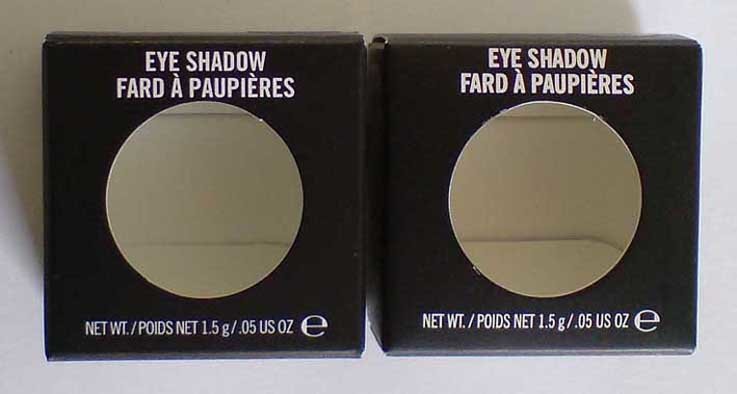 EYE SHADOW
FARD À PAUPIÈRES
NET WT. / POIDS NET 1.5 g / .05 US OZ ℮
EYE SHADOW
FARD À PAUPIÈRES
NET WT. / POIDS NET 1.5 g / .05 US OZ ℮